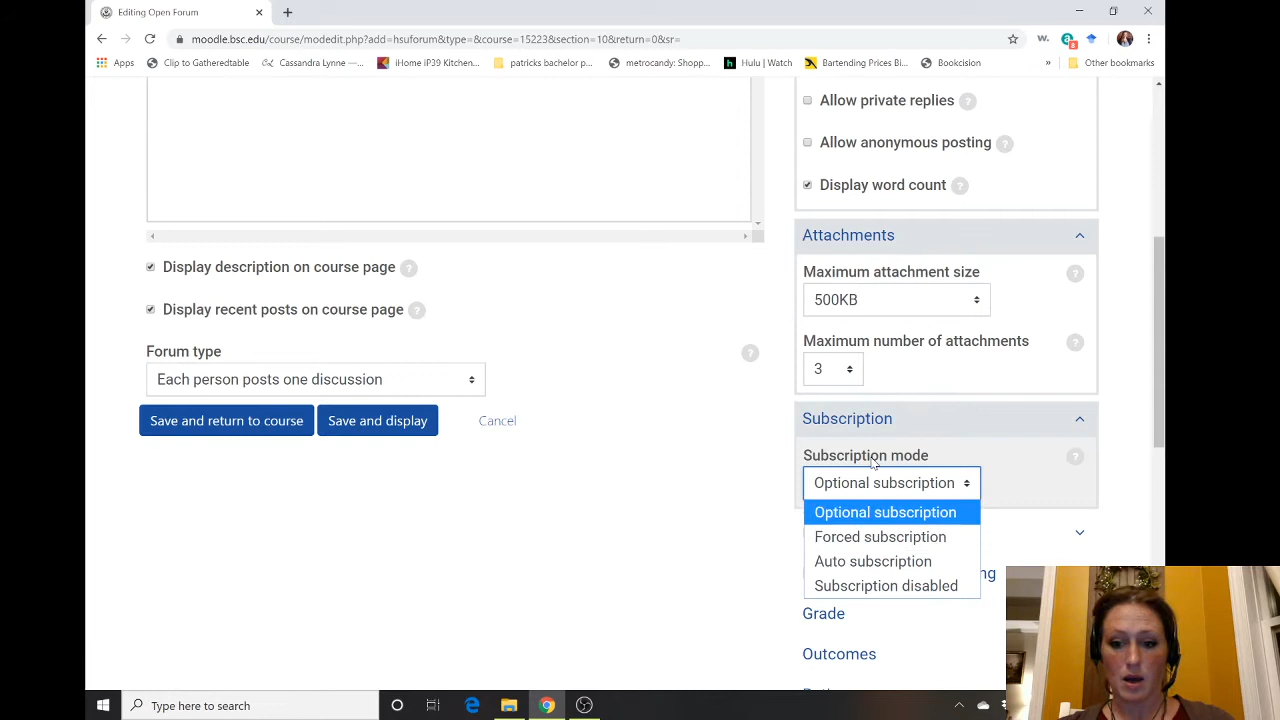 Editing Open Forum
moodle.bsc.edu/course/modedit.php?add=hsuforum&type=&course=15223&section=10&return=0&sr=
Apps
Clip to Gatheredtable
Cassandra Lynne —...
iHome iP39 Kitchen...
patricia bachelor p...
metrocandy: Shopp...
Hulu | Watch
Bartending Prices Bi...
Bookcision
»
Other bookmarks
Allow private replies ?
Allow anonymous posting ?
Display word count ?
Attachments
Maximum attachment size ?
500KB
Maximum number of attachments ?
3
Display description on course page ?
Display recent posts on course page ?
Forum type ?
Each person posts one discussion
Save and return to course
Save and display
Cancel
Subscription
Subscription mode ?
Optional subscription
Optional subscription
Forced subscription
Auto subscription
Subscription disabled
ng
Grade
Outcomes
Type here to search